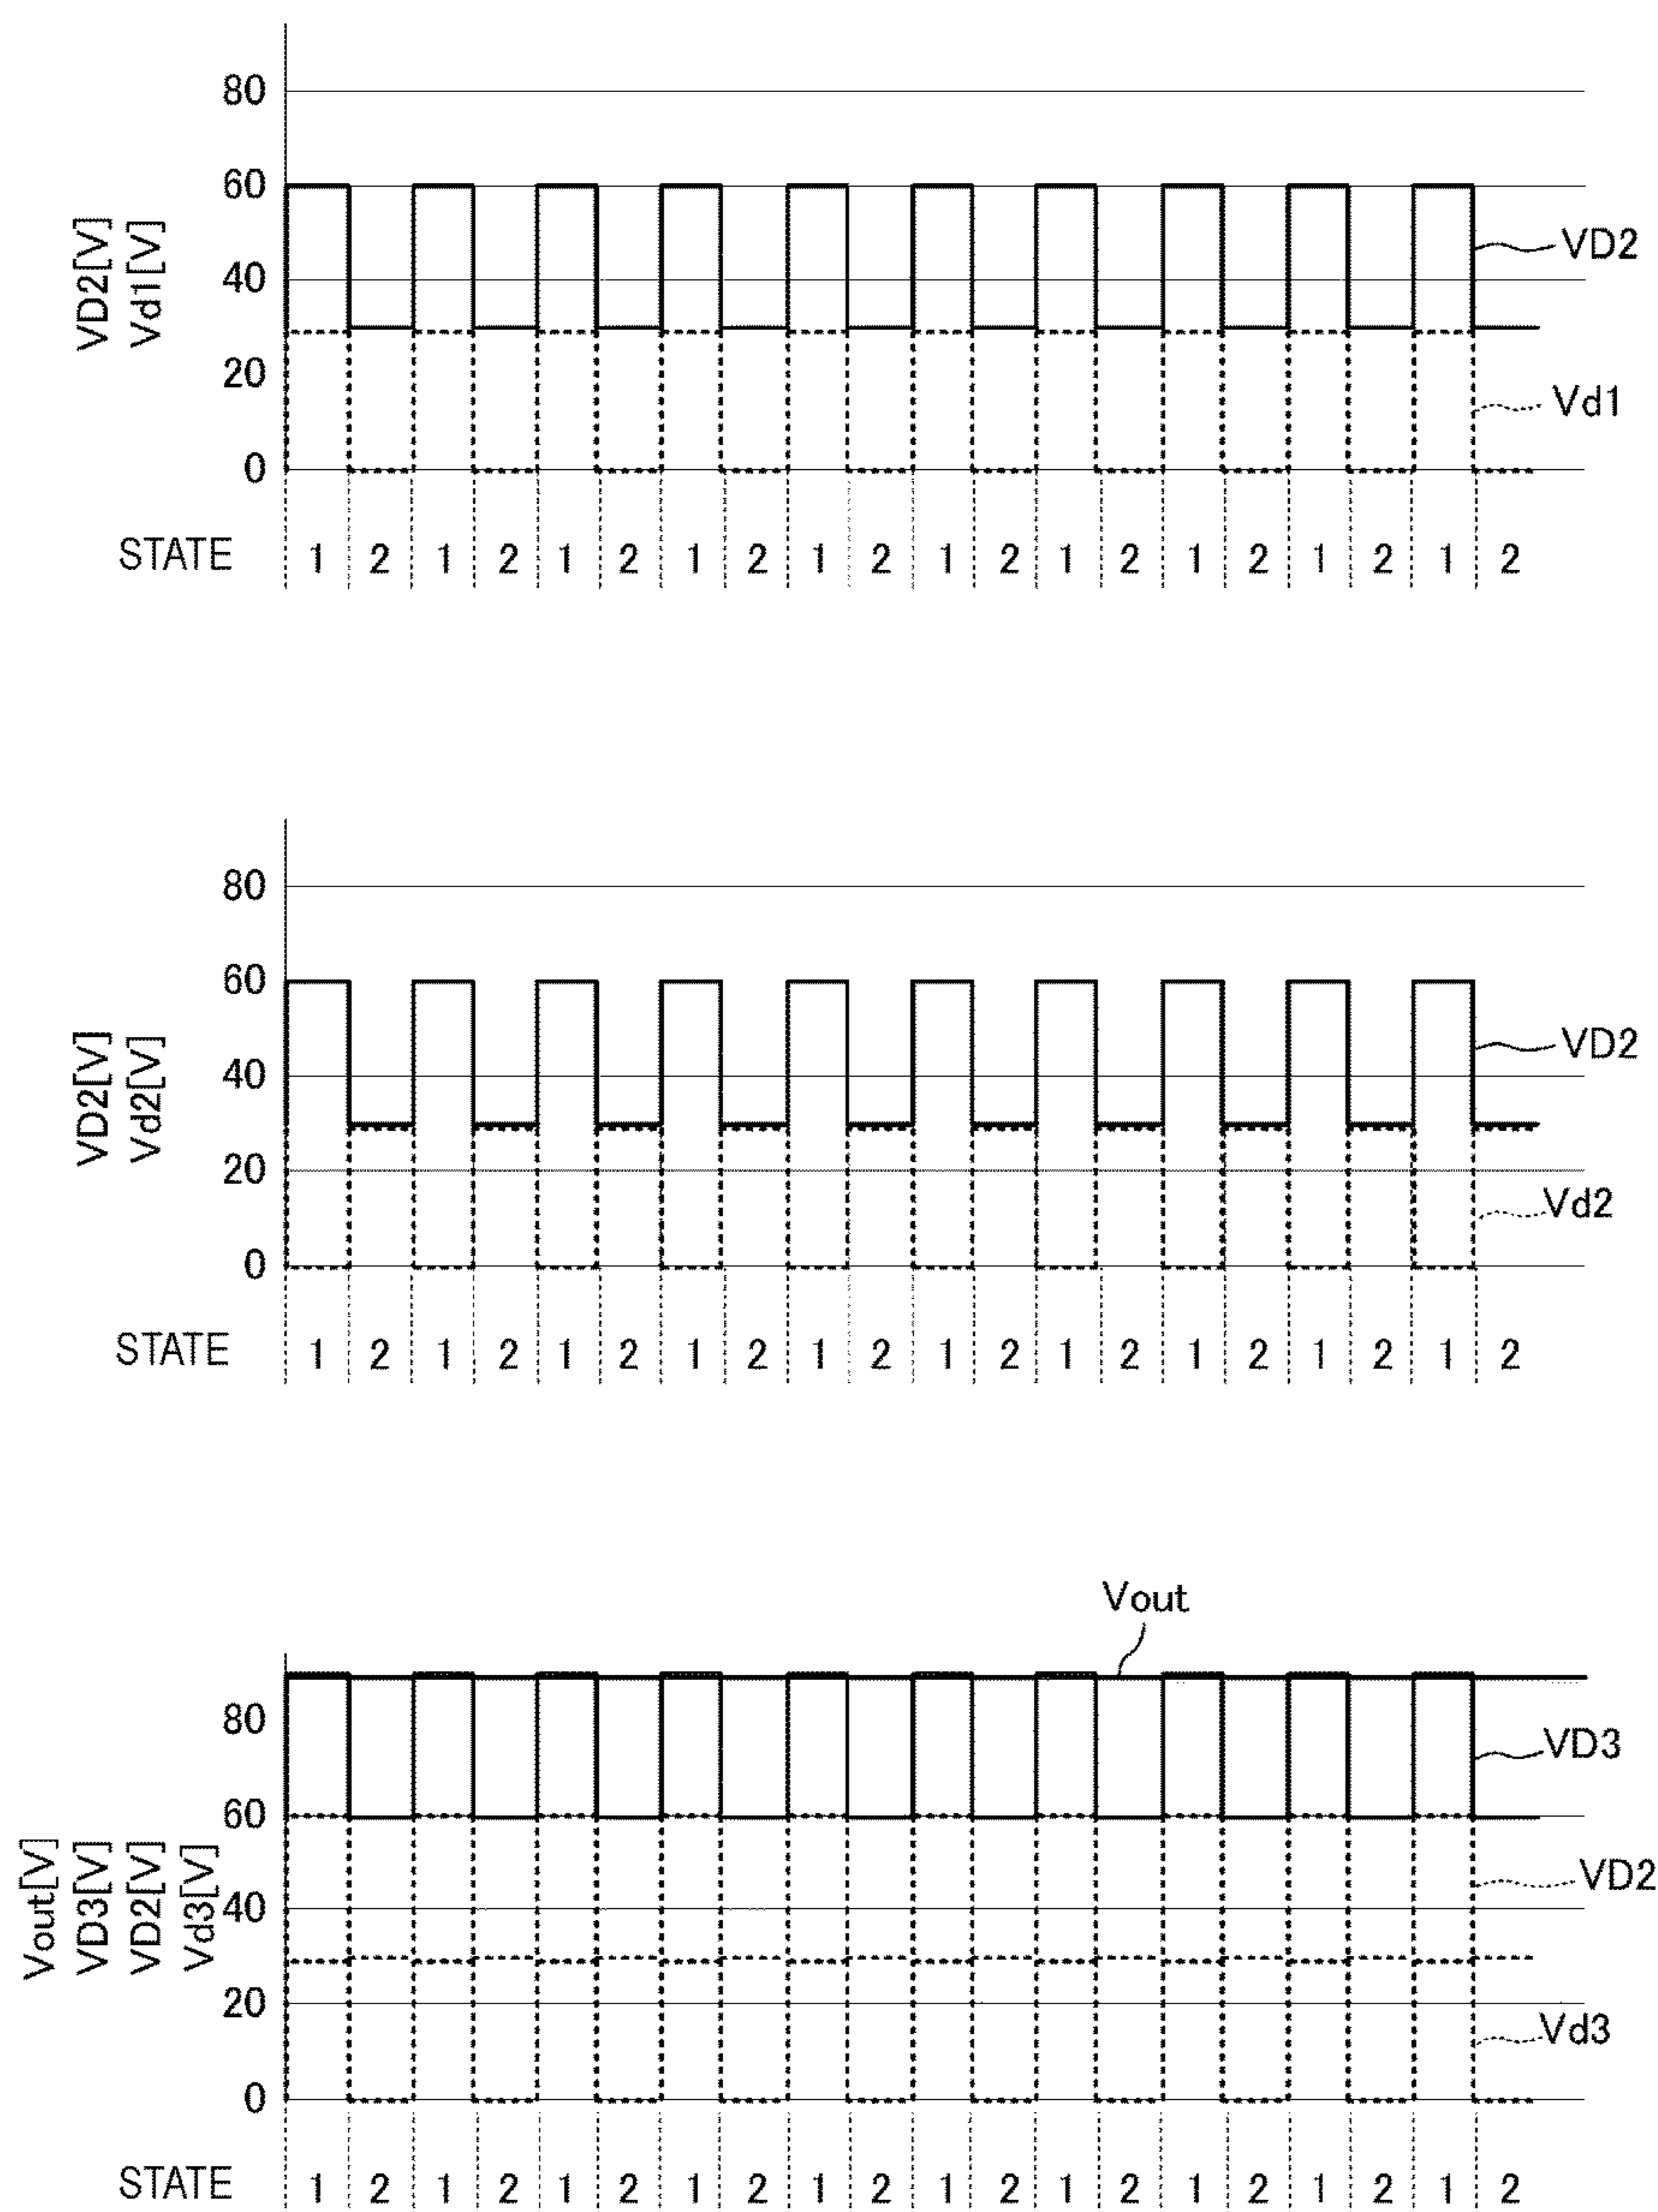 80
60
40
20
0
VD2[V]
Vd1[V]
VD2
Vd1
STATE 1 2 1 2 1 2 1 2 1 2 1 2 1 2 1 2 1 2 1 2
80
60
40
20
0
VD2[V]
Vd2[V]
VD2
Vd2
STATE 1 2 1 2 1 2 1 2 1 2 1 2 1 2 1 2 1 2 1 2
Vout
80
60
40
20
0
Vout[V]
VD3[V]
VD2[V]
Vd3[V]
VD3
VD2
Vd3
STATE 1 2 1 2 1 2 1 2 1 2 1 2 1 2 1 2 1 2 1 2